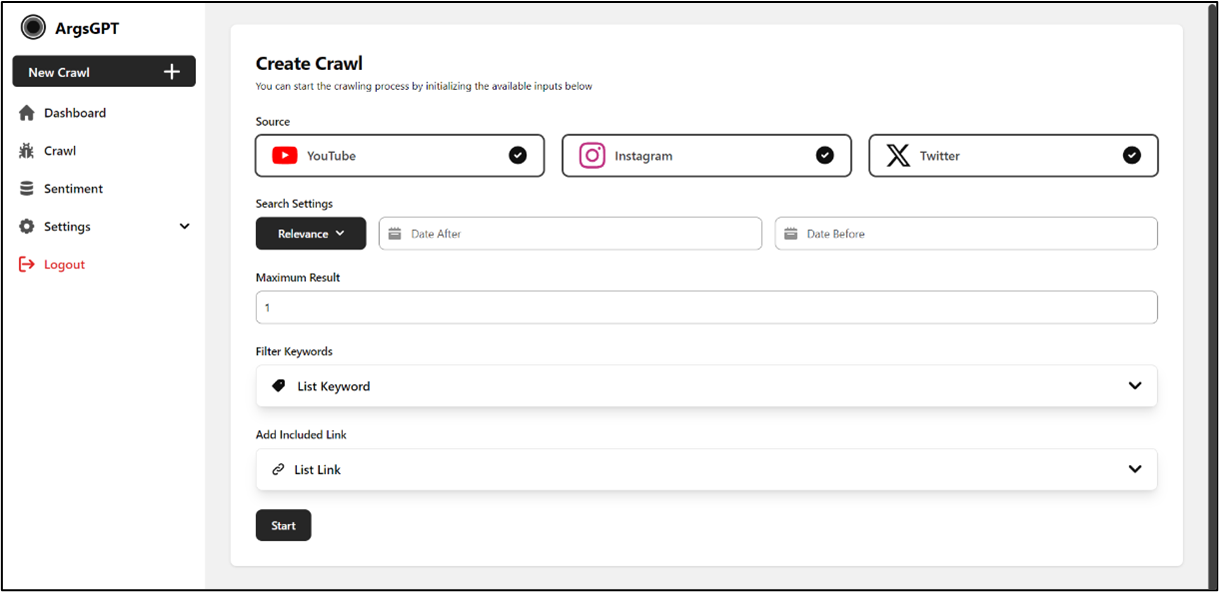 ArgsGPT
New Crawl
Dashboard
Crawl
Sentiment
Settings
Logout
Create Crawl
You can start the crawling process by initializing the available inputs below
Source
YouTube
Instagram
Twitter
Search Settings
Relevance
Date After
Date Before
Maximum Result
1
Filter Keywords
List Keyword
Add Included Link
List Link
Start